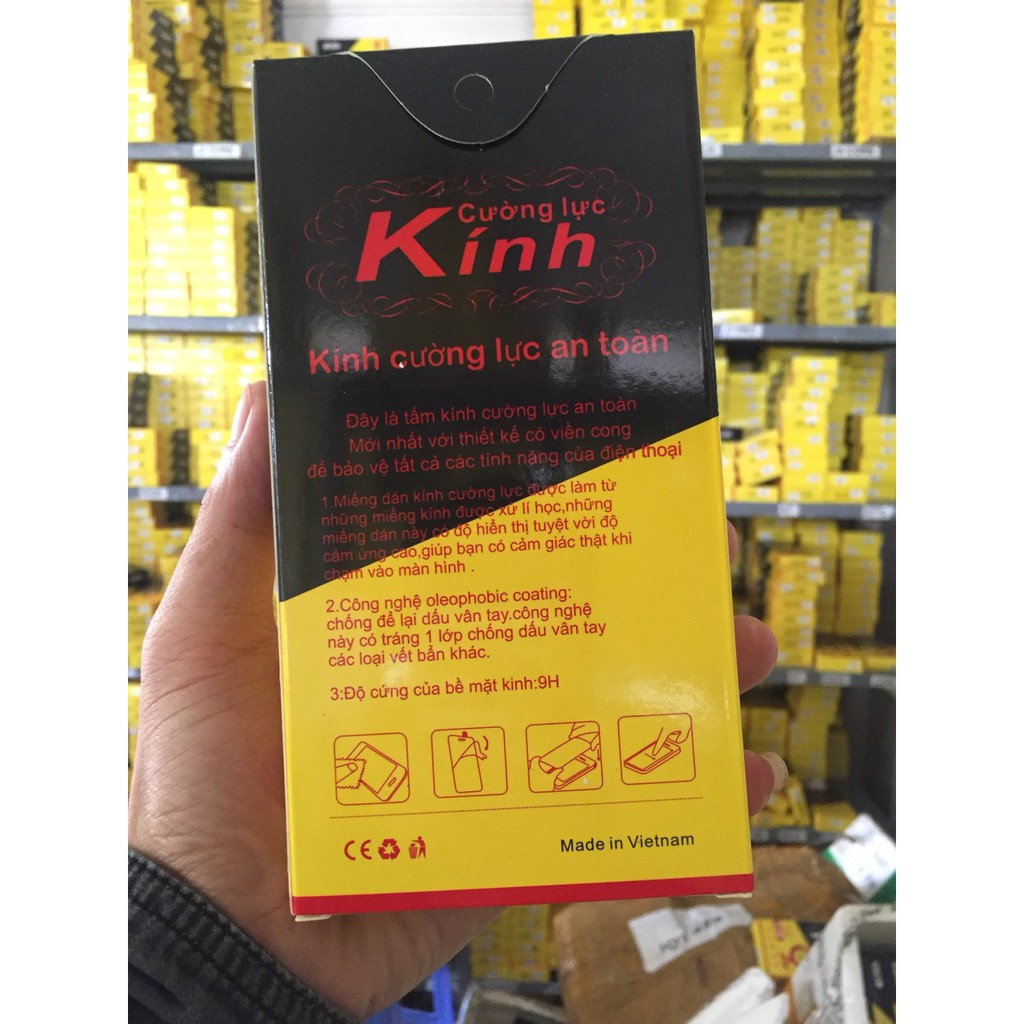 Cường lực
Kính
Kính cường lực an toàn
Đây là tấm kính cường lực an toàn
Mới nhất với thiết kế có viền cong
để bảo vệ tất cả các tính năng của điện thoại
1.Miếng dán kính cường lực được làm từ
những miếng kính được xử lí học,những
miếng dán này có độ hiển thị tuyệt vời độ
cảm ứng cao,giúp bạn có cảm giác thật khi
chạm vào màn hình .
2.Công nghệ oleophobic coating:
chống để lại dấu vân tay.công nghệ
này có tráng 1 lớp chống dấu vân tay
các loại vết bẩn khác.
3:Độ cứng của bề mặt kinh:9H
CE
Made in Vietnam